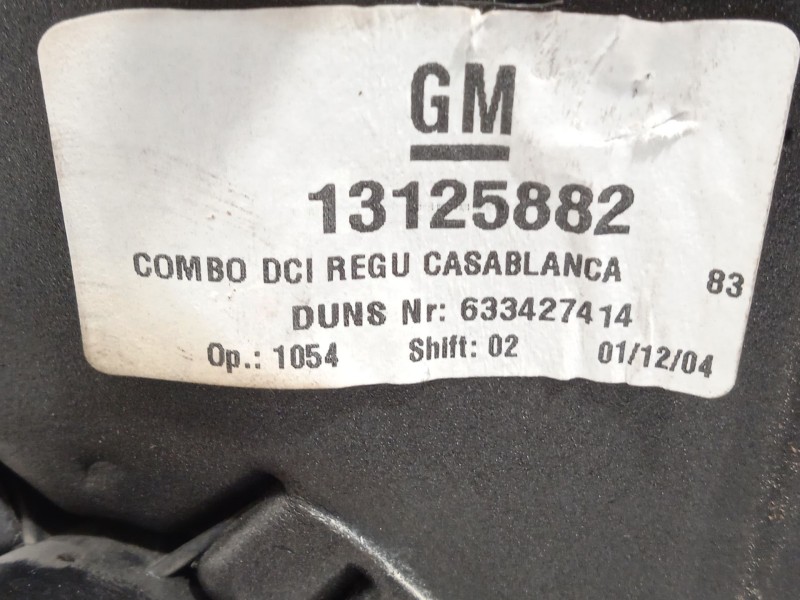 GM
13125882
COMBO DCI REGU CASABLANCA 83
DUNS Nr: 633427414
Op.: 1054 Shift: 02 01/12/04